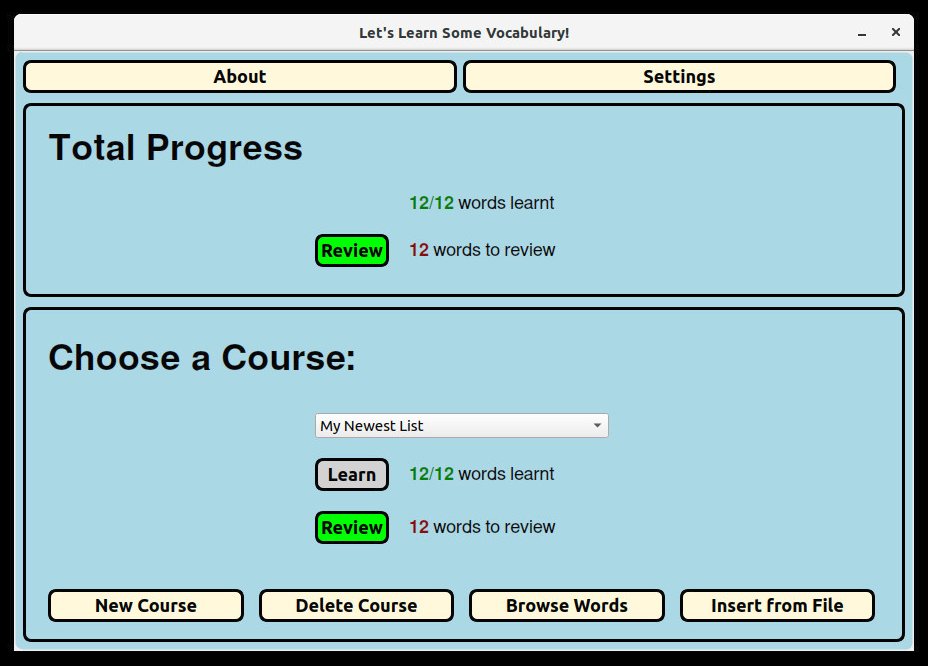 Let's Learn Some Vocabulary!
About
Settings
Total Progress
12/12 words learnt
Review
12 words to review
Choose a Course:
My Newest List
Learn
12/12 words learnt
Review
12 words to review
New Course
Delete Course
Browse Words
Insert from File